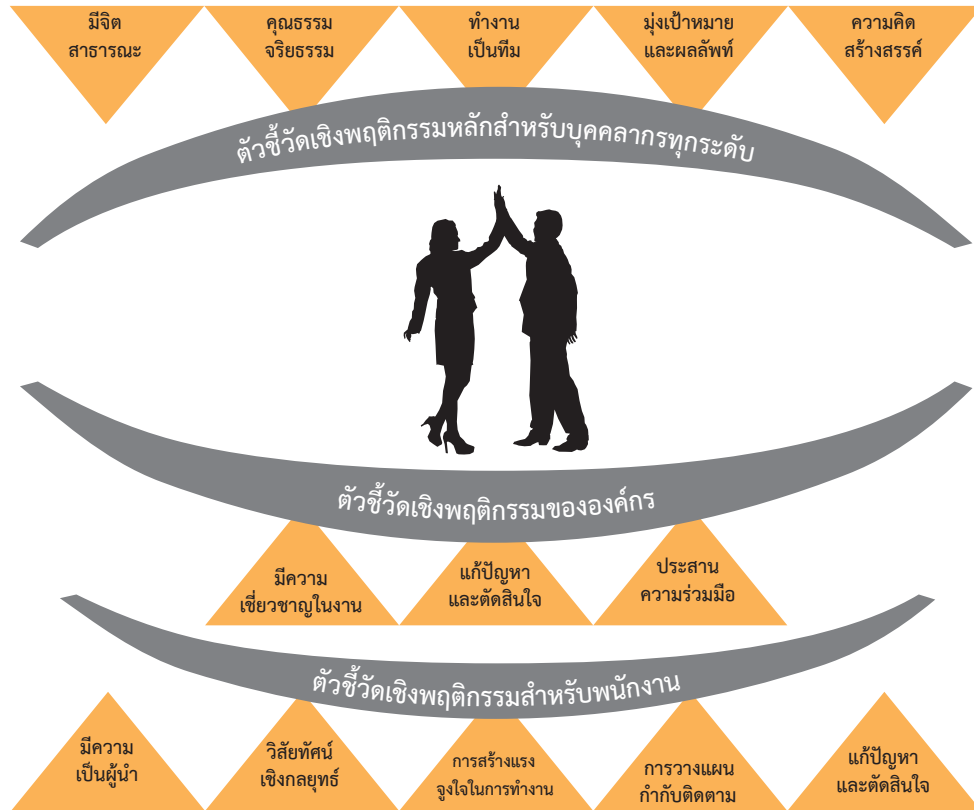 มีจิต
สาธารณะ
คุณธรรม
จริยธรรม
ทำงาน
เป็นทีม
มุ่งเป้าหมาย
และผลลัพท์
ความคิด
สร้างสรรค์
ตัวชี้วัดเชิงพฤติกรรมหลักสำหรับบุคคลากรทุกระดับ
ตัวชี้วัดเชิงพฤติกรรมขององค์กร
มีความ
เชี่ยวชาญในงาน
แก้ปัญหา
และตัดสินใจ
ประสาน
ความร่วมมือ
ตัวชี้วัดเชิงพฤติกรรมสำหรับพนักงาน
มีความ
เป็นผู้นำ
วิสัยทัศน์
เชิงกลยุทธ์
การสร้างแรง
จูงใจในการทำงาน
การวางแผน
กำกับติดตาม
แก้ปัญหา
และตัดสินใจ